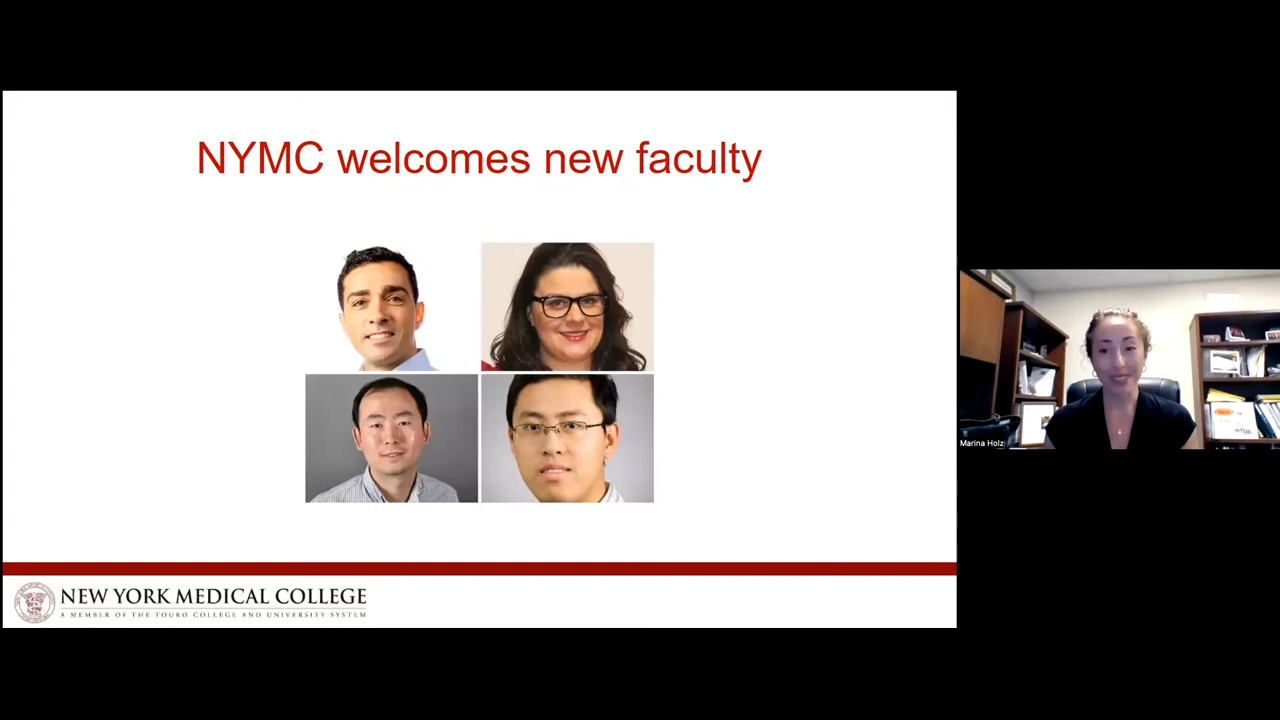 NYMC welcomes new faculty
NEW YORK MEDICAL COLLEGE
A MEMBER OF THE TOURO COLLEGE AND UNIVERSITY SYSTEM
Marina Holz